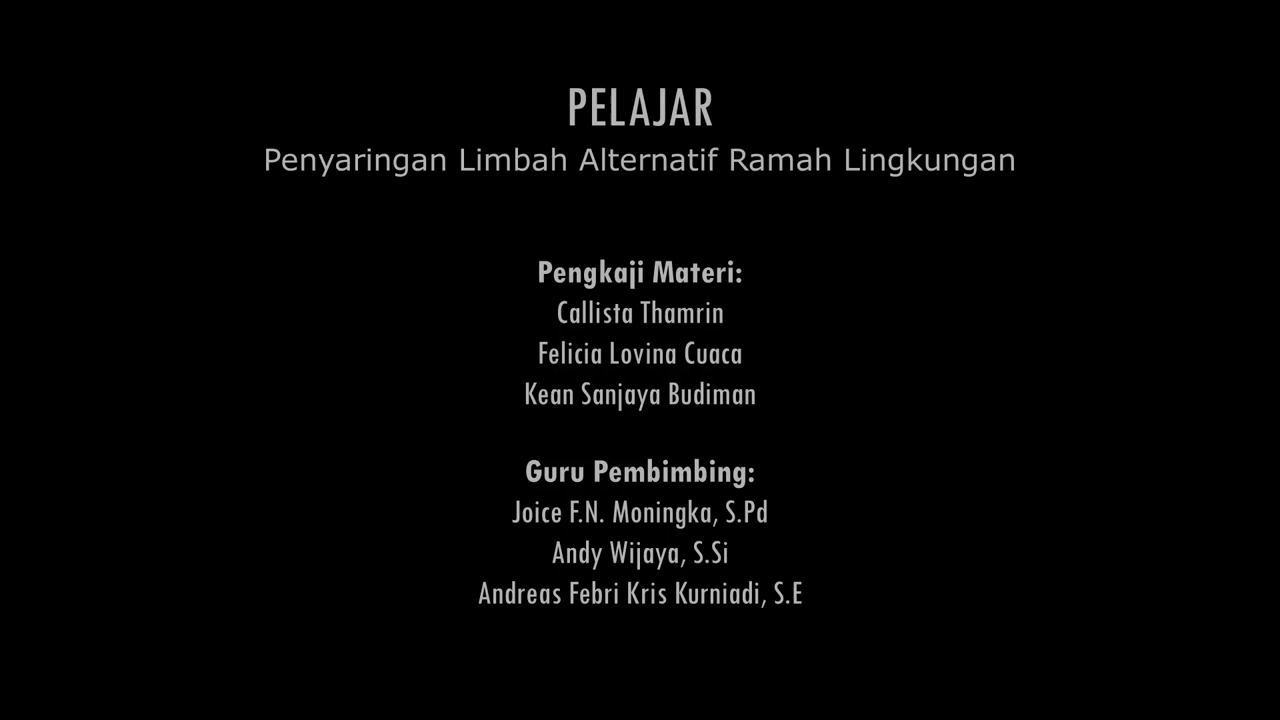 PELAJAR
Penyaringan Limbah Alternatif Ramah Lingkungan
Pengkaji Materi:
Callista Thamrin
Felicia Lovina Cuaca
Kean Sanjaya Budiman
Guru Pembimbing:
Joice F.N. Moningka, S.Pd
Andy Wijaya, S.Si
Andreas Febri Kris Kurniadi, S.E